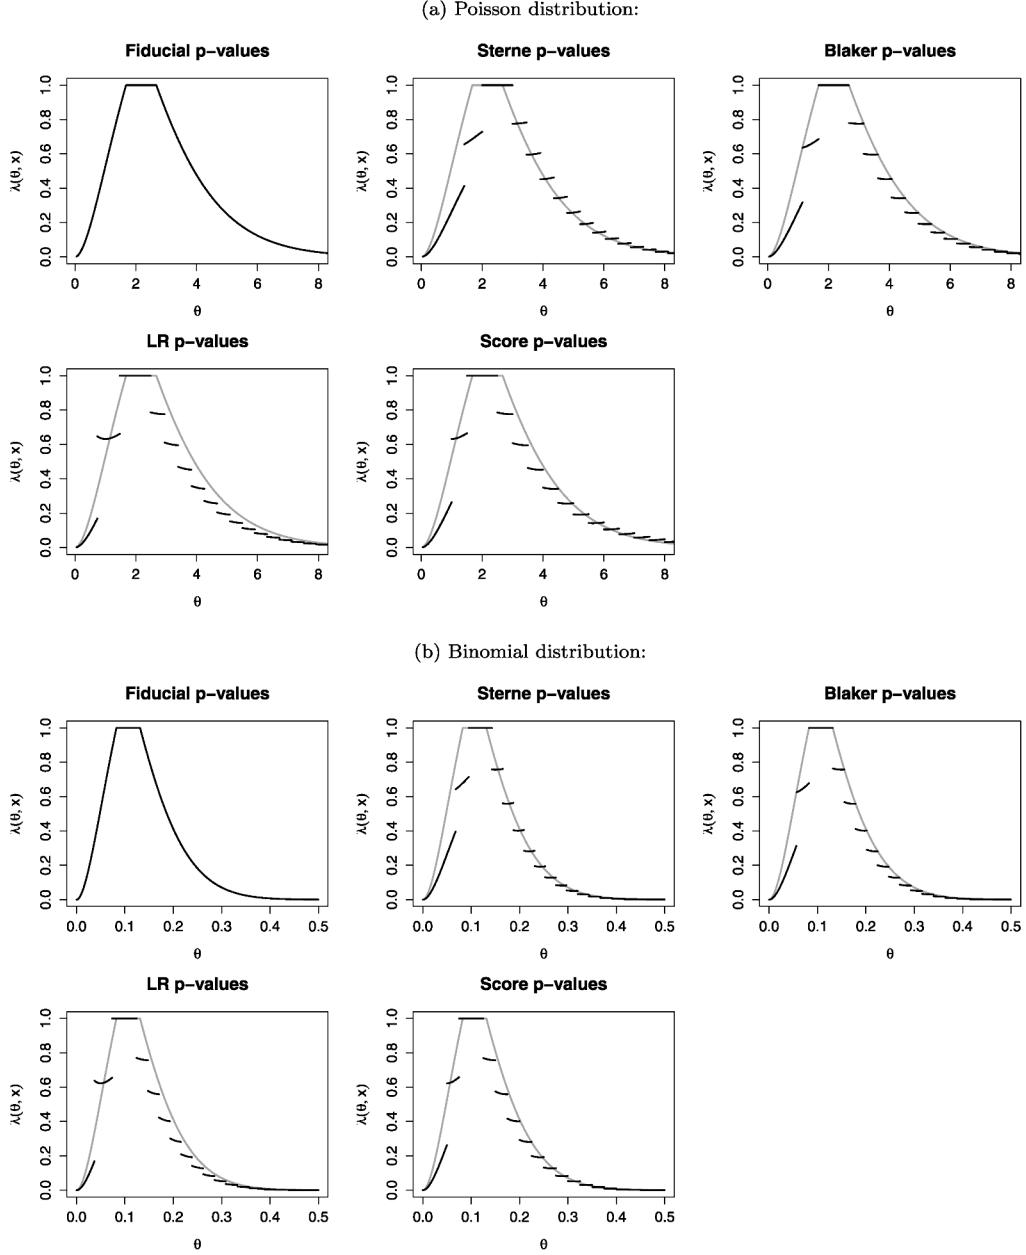 (a) Poisson distribution:
Fiducial p−values
λ(θ, x)
1.0
0.8
0.6
0.4
0.2
0.0
0 2 4 6 8
θ
Sterne p−values
λ(θ, x)
1.0
0.8
0.6
0.4
0.2
0.0
0 2 4 6 8
θ
Blaker p−values
λ(θ, x)
1.0
0.8
0.6
0.4
0.2
0.0
0 2 4 6 8
θ
LR p−values
λ(θ, x)
1.0
0.8
0.6
0.4
0.2
0.0
0 2 4 6 8
θ
Score p−values
λ(θ, x)
1.0
0.8
0.6
0.4
0.2
0.0
0 2 4 6 8
θ
(b) Binomial distribution:
Fiducial p−values
λ(θ, x)
1.0
0.8
0.6
0.4
0.2
0.0
0.0 0.1 0.2 0.3 0.4 0.5
θ
Sterne p−values
λ(θ, x)
1.0
0.8
0.6
0.4
0.2
0.0
0.0 0.1 0.2 0.3 0.4 0.5
θ
Blaker p−values
λ(θ, x)
1.0
0.8
0.6
0.4
0.2
0.0
0.0 0.1 0.2 0.3 0.4 0.5
θ
LR p−values
λ(θ, x)
1.0
0.8
0.6
0.4
0.2
0.0
0.0 0.1 0.2 0.3 0.4 0.5
θ
Score p−values
λ(θ, x)
1.0
0.8
0.6
0.4
0.2
0.0
0.0 0.1 0.2 0.3 0.4 0.5
θ